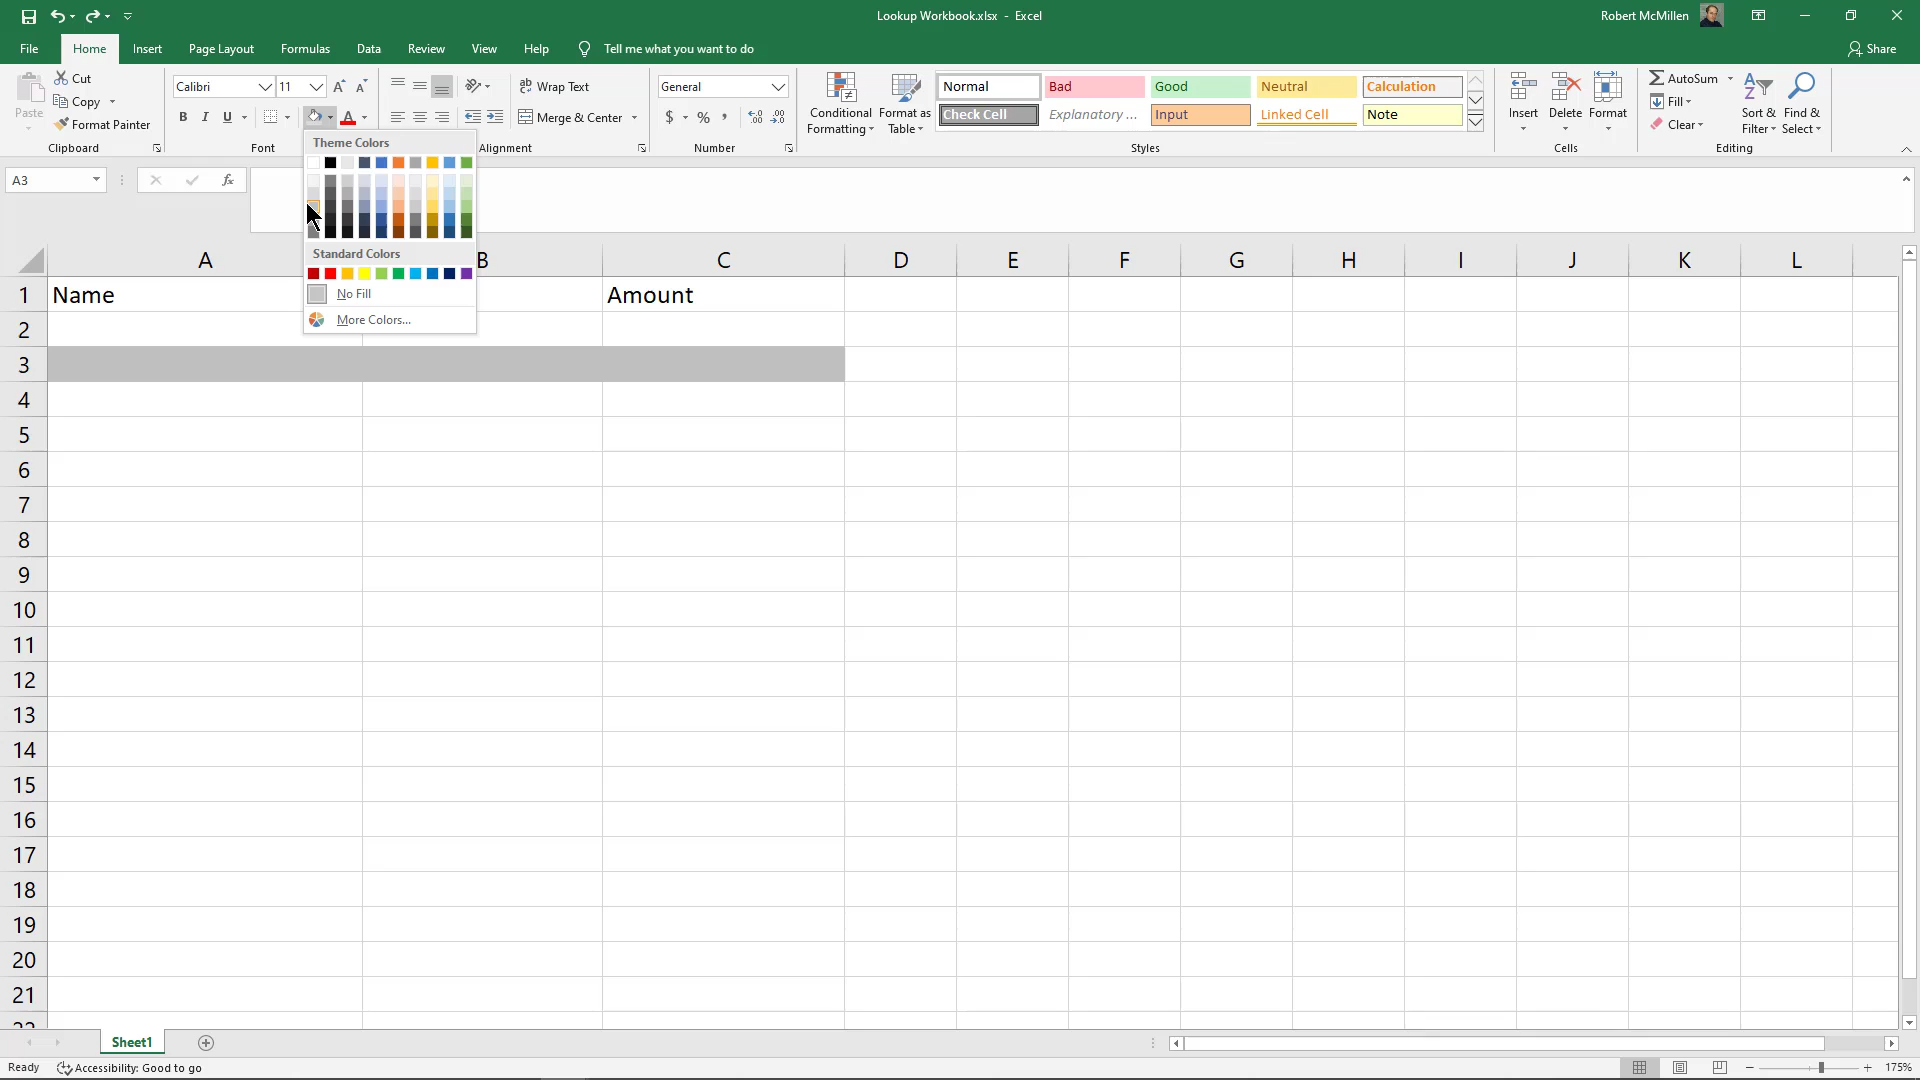 Lookup Workbook.xlsx - Excel
Robert McMillen
File Home Insert Page Layout Formulas Data Review View Help Tell me what you want to do
Share
Paste
Cut
Copy
Format Painter
Clipboard
Calibri 11
B I U
Font
Wrap Text
Merge & Center
Alignment
General
$ % ,
Number
Conditional Formatting
Format as Table
Normal Bad Good Neutral Calculation
Check Cell Explanatory ... Input Linked Cell Note
Styles
Insert Delete Format
Cells
AutoSum
Fill
Clear
Sort & Filter
Find & Select
Editing
A3
fx
Theme Colors
Standard Colors
No Fill
More Colors...
A B C D E F G H I J K L
1 Name Amount
2
3
4
5
6
7
8
9
10
11
12
13
14
15
16
17
18
19
20
21
22
Sheet1
Ready Accessibility: Good to go
175%